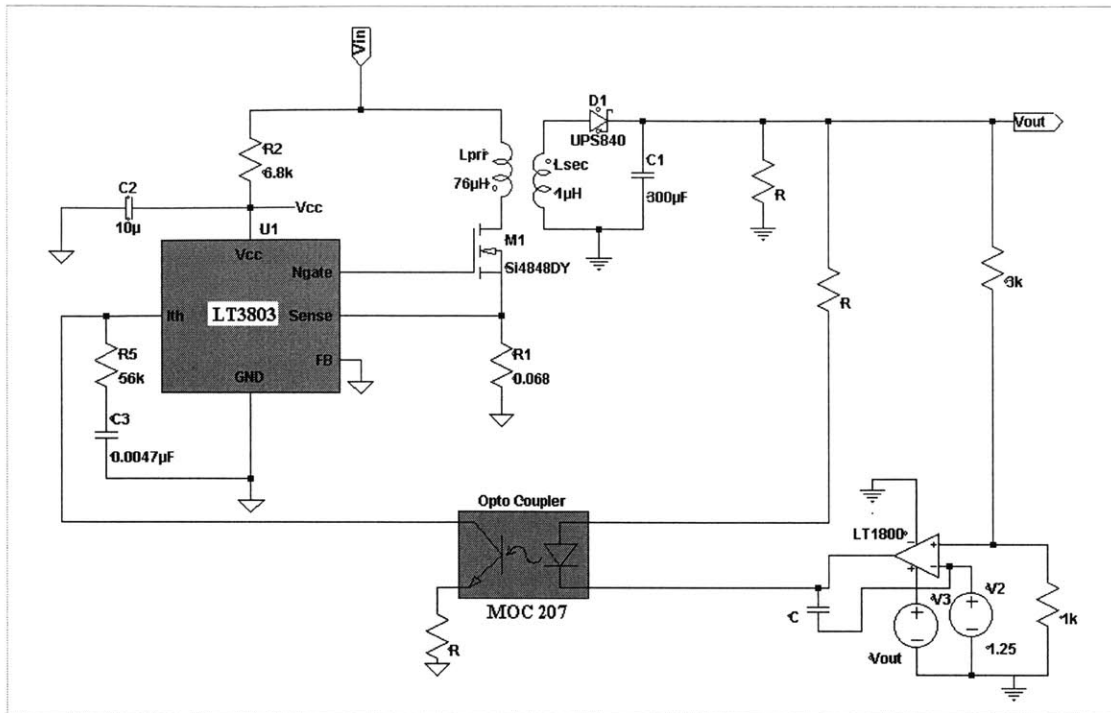 Vin
D1
UPS840
Vout
R2
6.8k
Lpri
76µH
Lsec
1µH
C1
300µF
R
C2
10µ
Vcc
U1
Vcc
M1
Si4848DY
Ngate
3k
R
Ith
LT3803
Sense
R5
56k
FB
R1
0.068
GND
C3
0.0047µF
Opto Coupler
LT1800
MOC 207
C
V3
V2
1k
R
Vout
1.25